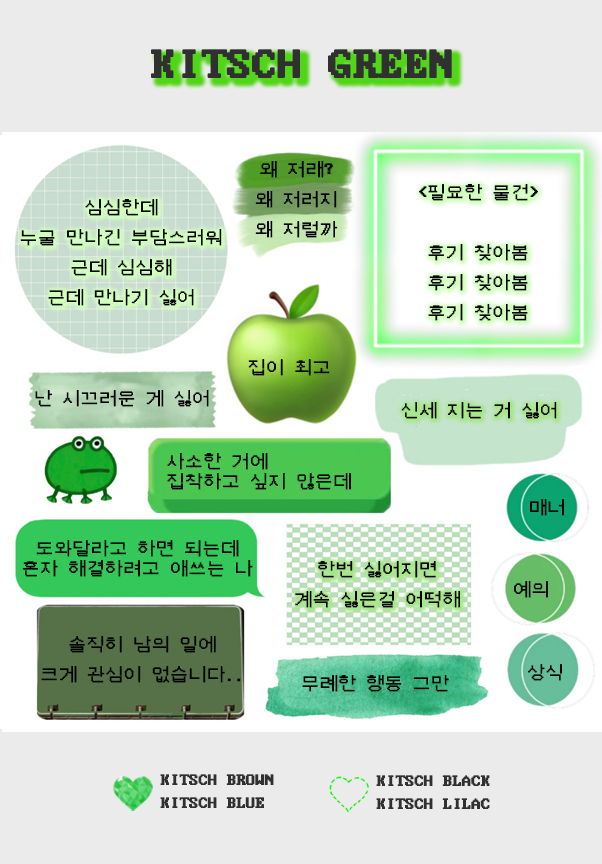 KITSCH GREEN
심심한데
누굴 만나긴 부담스러워
근데 심심해
근데 만나기 싫어
왜 저래?
왜 저러지
왜 저럴까
<필요한 물건>
후기 찾아봄
후기 찾아봄
후기 찾아봄
집이 최고
난 시끄러운 게 싫어
신세 지는 거 싫어
사소한 거에
집착하고 싶지 않은데
매너
도와달라고 하면 되는데
혼자 해결하려고 애쓰는 나
한번 싫어지면
계속 싫은걸 어떡해
예의
솔직히 남의 일에
크게 관심이 없습니다..
무례한 행동 그만
상식
KITSCH BROWN
KITSCH BLUE
KITSCH BLACK
KITSCH LILAC